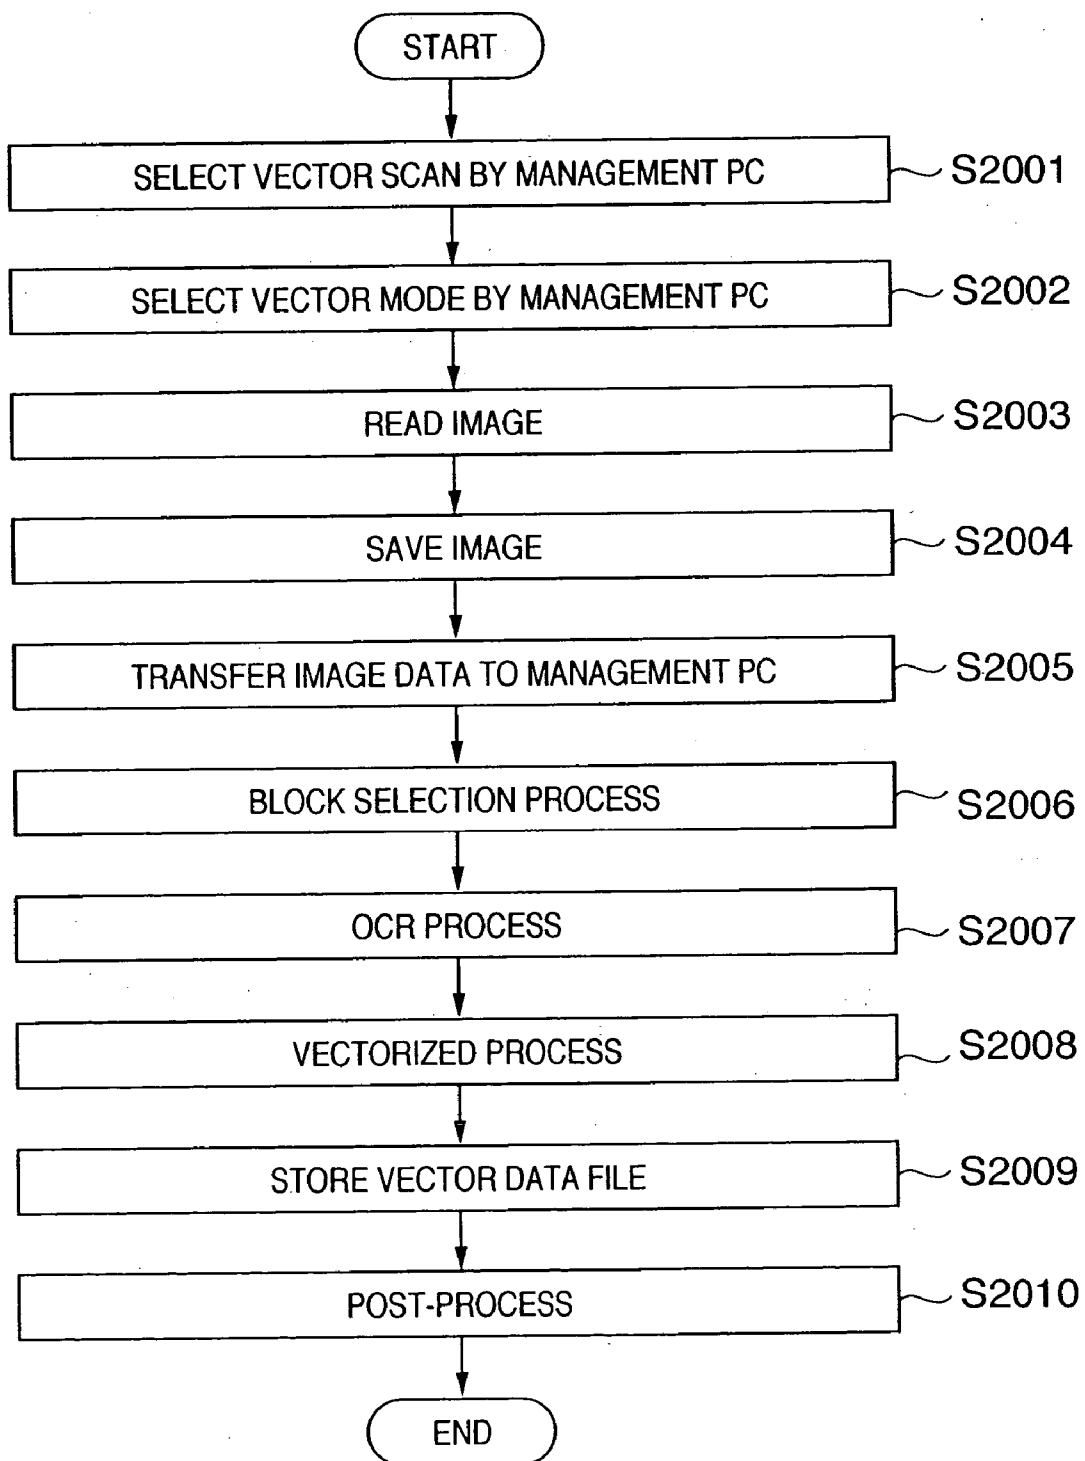 START
SELECT VECTOR SCAN BY MANAGEMENT PC S2001
SELECT VECTOR MODE BY MANAGEMENT PC S2002
READ IMAGE S2003
SAVE IMAGE S2004
TRANSFER IMAGE DATA TO MANAGEMENT PC S2005
BLOCK SELECTION PROCESS S2006
OCR PROCESS S2007
VECTORIZED PROCESS S2008
STORE VECTOR DATA FILE S2009
POST-PROCESS S2010
END